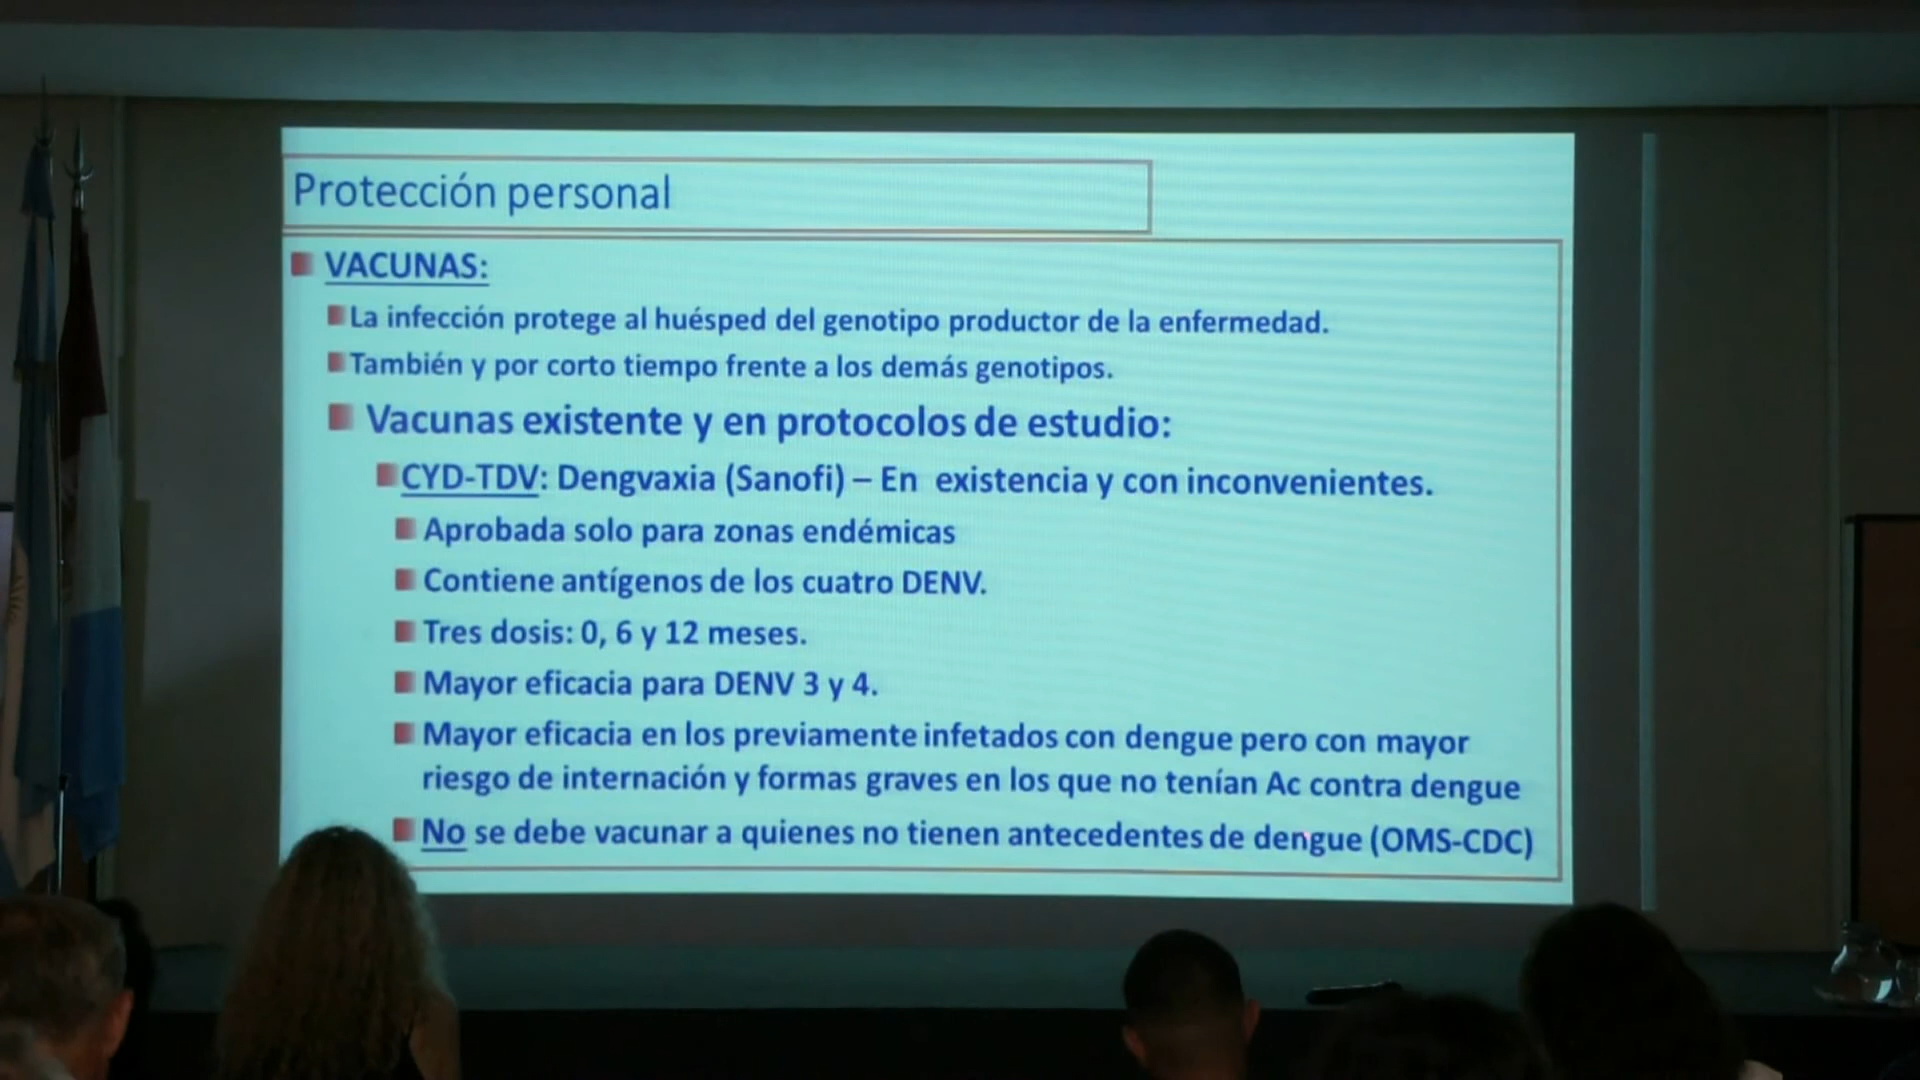 Protección personal
VACUNAS:
La infección protege al huésped del genotipo productor de la enfermedad.
También y por corto tiempo frente a los demás genotipos.
Vacunas existente y en protocolos de estudio:
CYD-TDV: Dengvaxia (Sanofi) – En existencia y con inconvenientes.
Aprobada solo para zonas endémicas
Contiene antígenos de los cuatro DENV.
Tres dosis: 0, 6 y 12 meses.
Mayor eficacia para DENV 3 y 4.
Mayor eficacia en los previamente infetados con dengue pero con mayor
riesgo de internación y formas graves en los que no tenían Ac contra dengue
No se debe vacunar a quienes no tienen antecedentes de dengue (OMS-CDC)